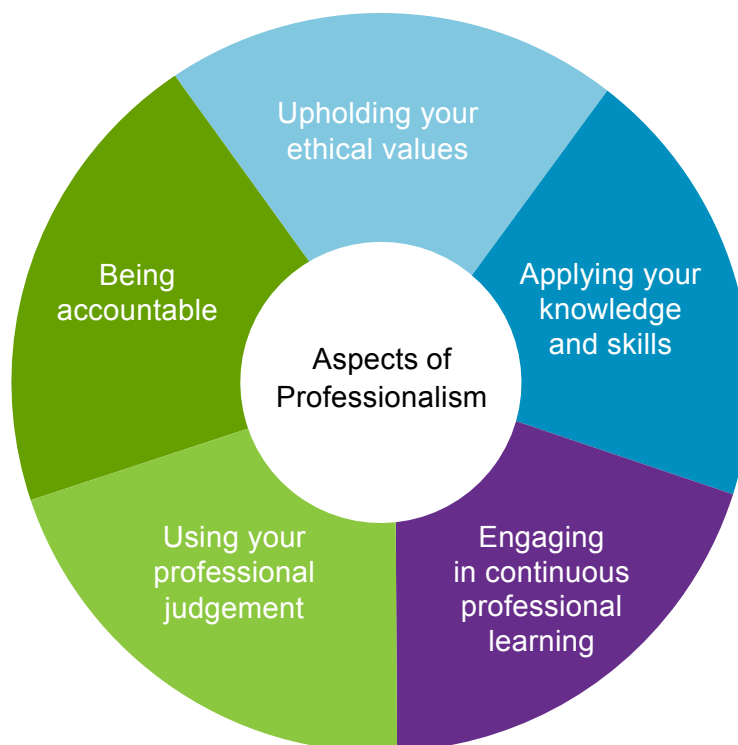 Upholding your
ethical values
Applying your
knowledge
and skills
Engaging
in continuous
professional
learning
Using your
professional
judgement
Being
accountable
Aspects of
Professionalism